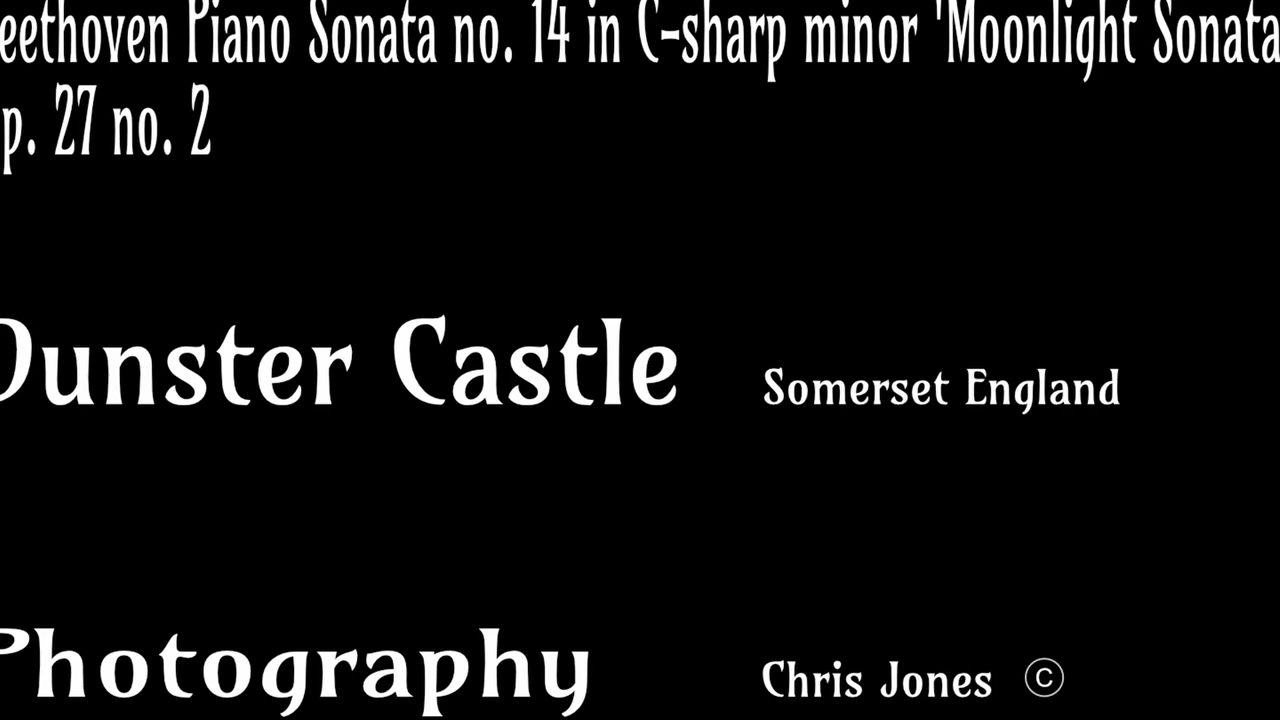 eethoven Piano Sonata no. 14 in C-sharp minor 'Moonlight Sonata
p. 27 no. 2
Dunster Castle Somerset England
Photography Chris Jones ©